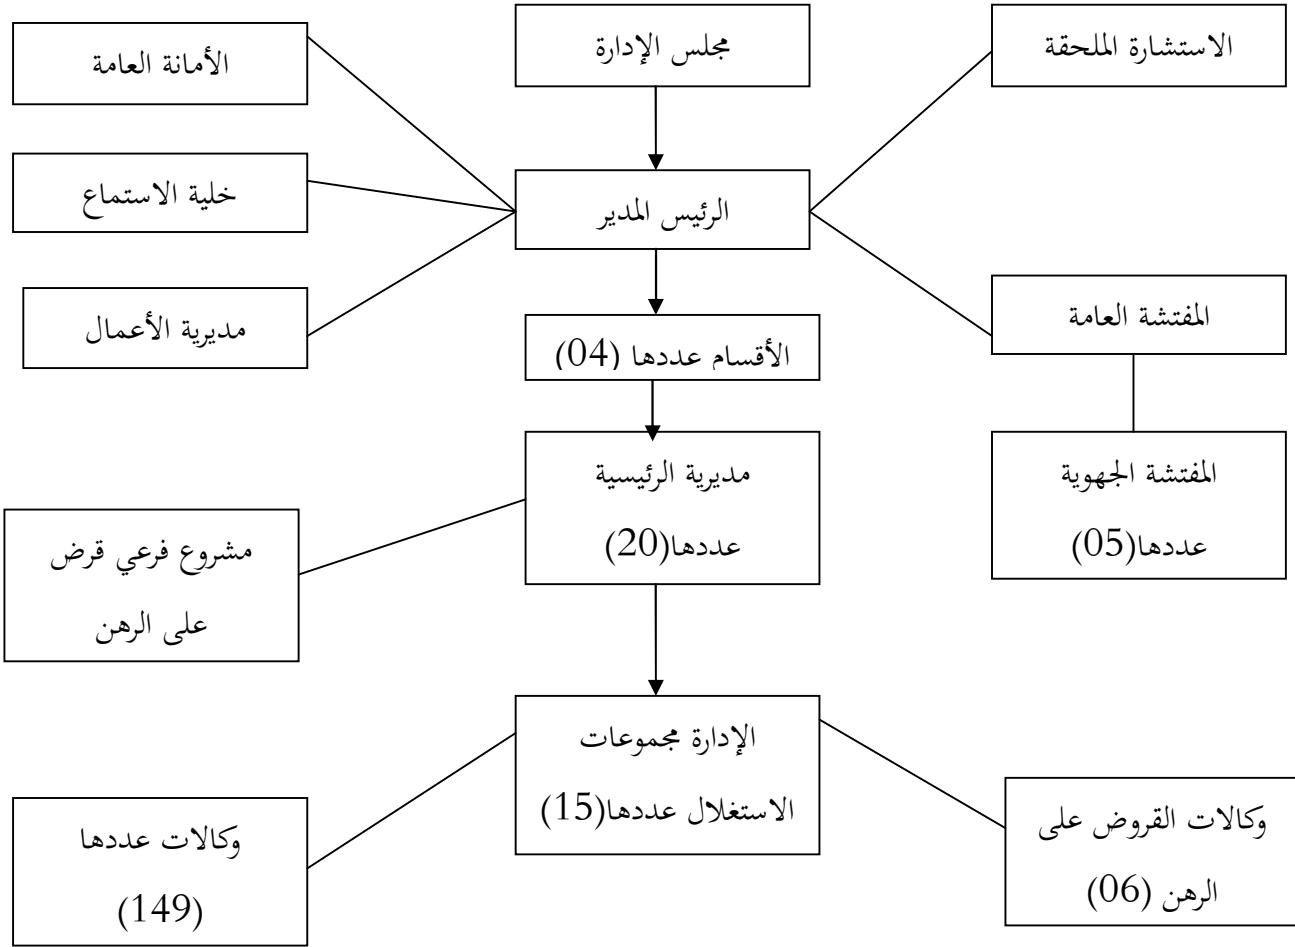 الاستشارة الملحقة
مجلس الإدارة
الأمانة العامة
خلية الاستماع
الرئيس المدير
المفتشة العامة
مديرية الأعمال
الأقسام عددها (04)
المفتشة الجهوية
عددها(05)
مديرية الرئيسية
عددها(20)
مشروع فرعي قرض
على الرهن
الإدارة مجموعات
الاستغلال عددها(15)
وكالات القروض على
الرهن (06)
وكالات عددها
(149)